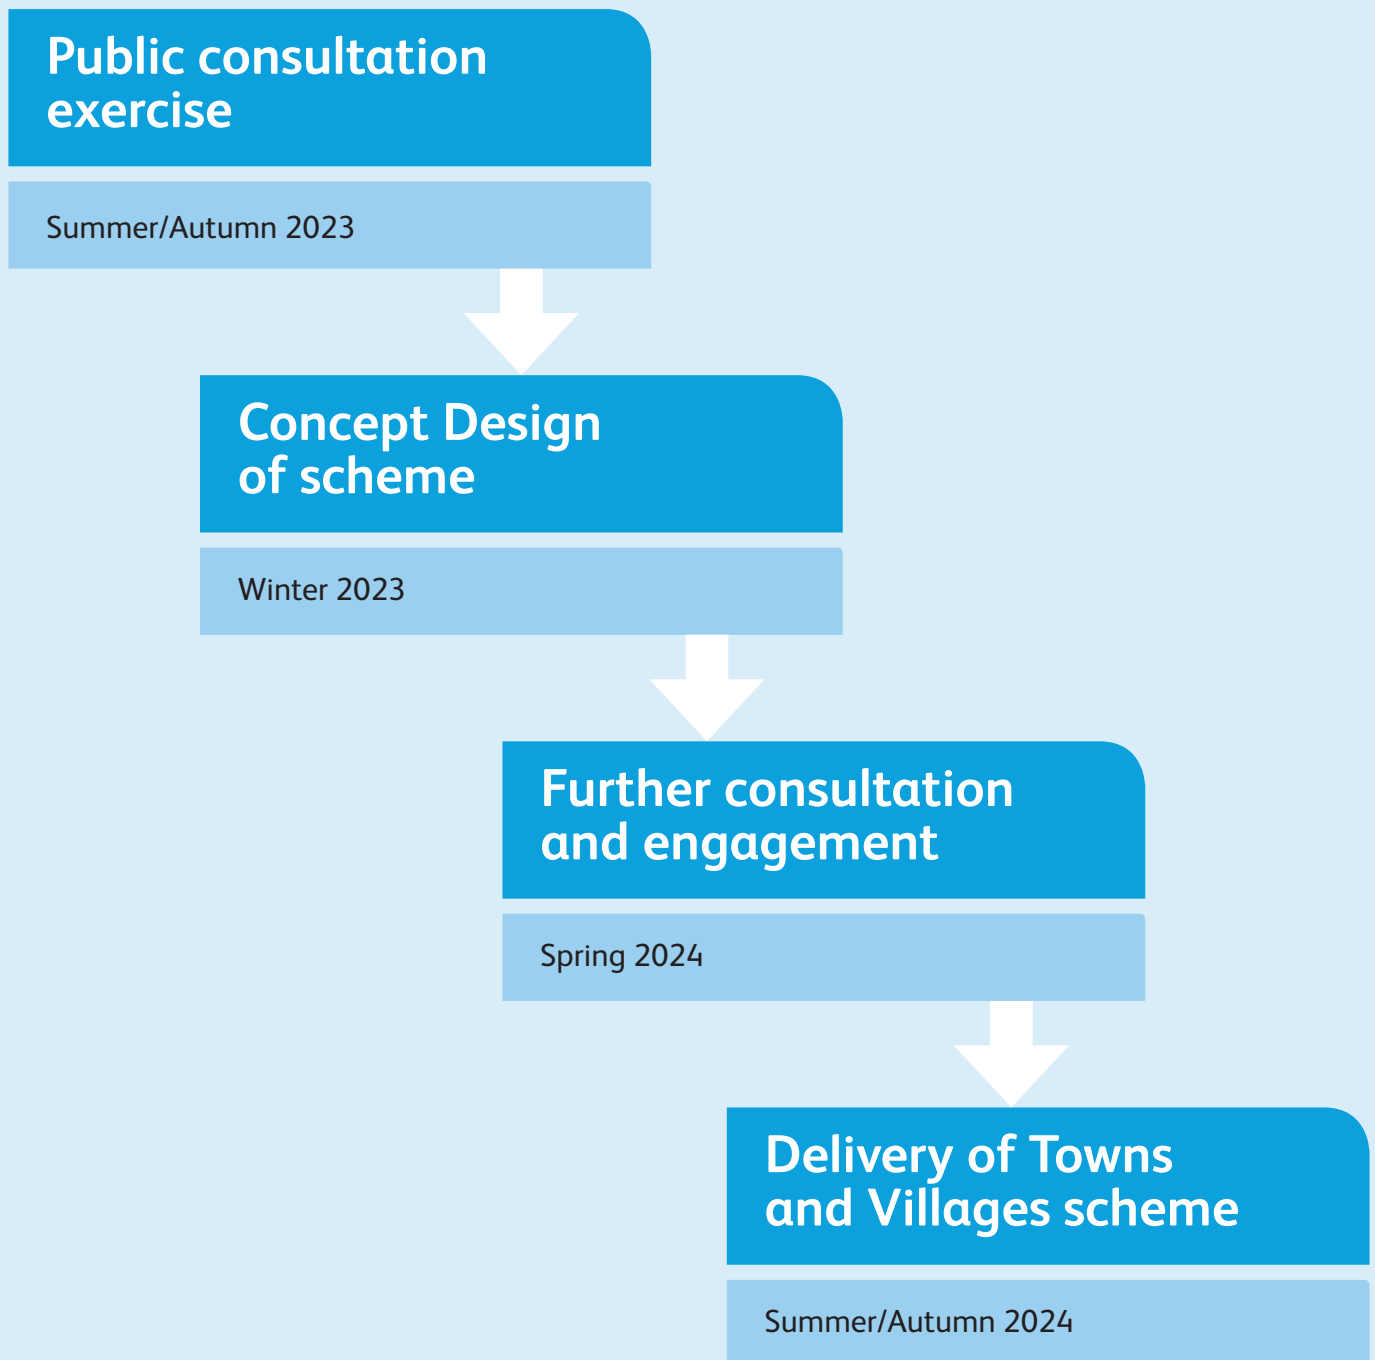 Public consultation
exercise
Summer/Autumn 2023
Concept Design
of scheme
Winter 2023
Further consultation
and engagement
Spring 2024
Delivery of Towns
and Villages scheme
Summer/Autumn 2024